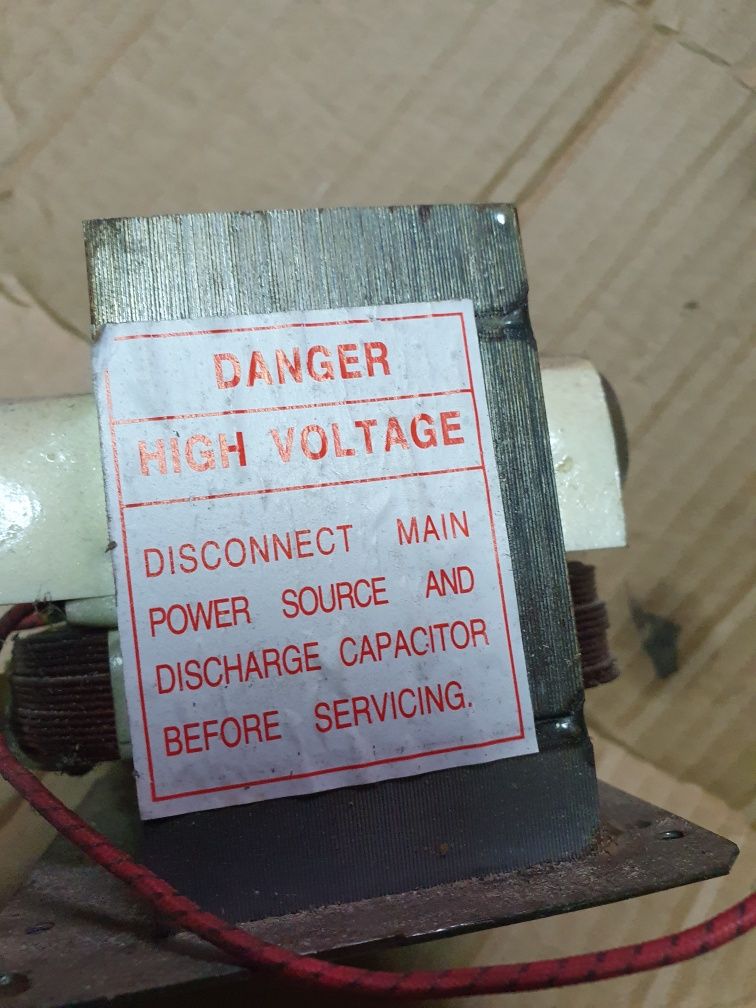 DANGER
HIGH VOLTAGE
DISCONNECT MAIN
POWER SOURCE AND
DISCHARGE CAPACITOR
BEFORE SERVICING.